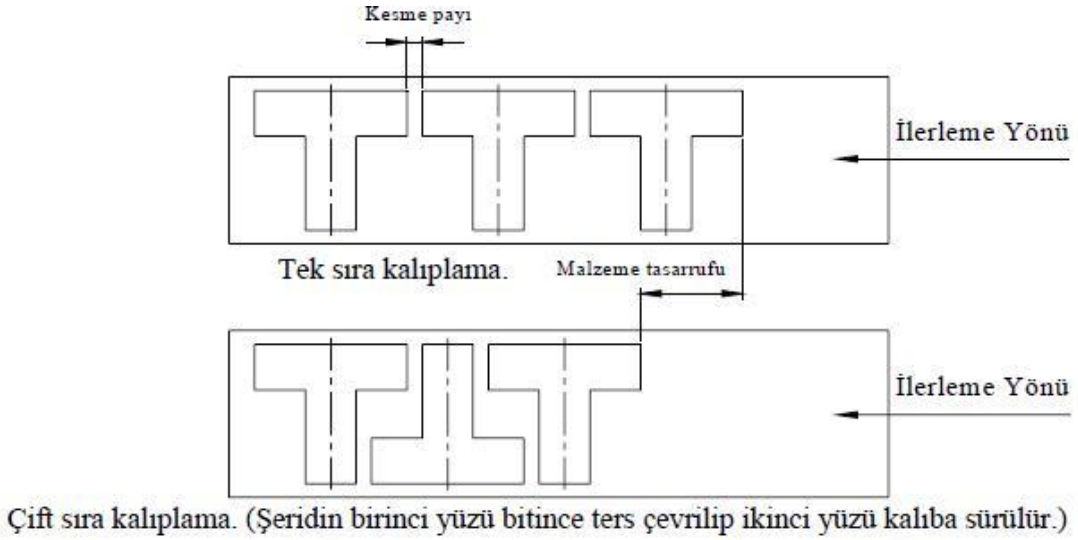 Kesme payı
İlerleme Yönü
Tek sıra kalıplama.
Malzeme tasarrufu
İlerleme Yönü
Çift sıra kalıplama. (Şeridin birinci yüzü bitince ters çevrilip ikinci yüzü kalıba sürülür.)